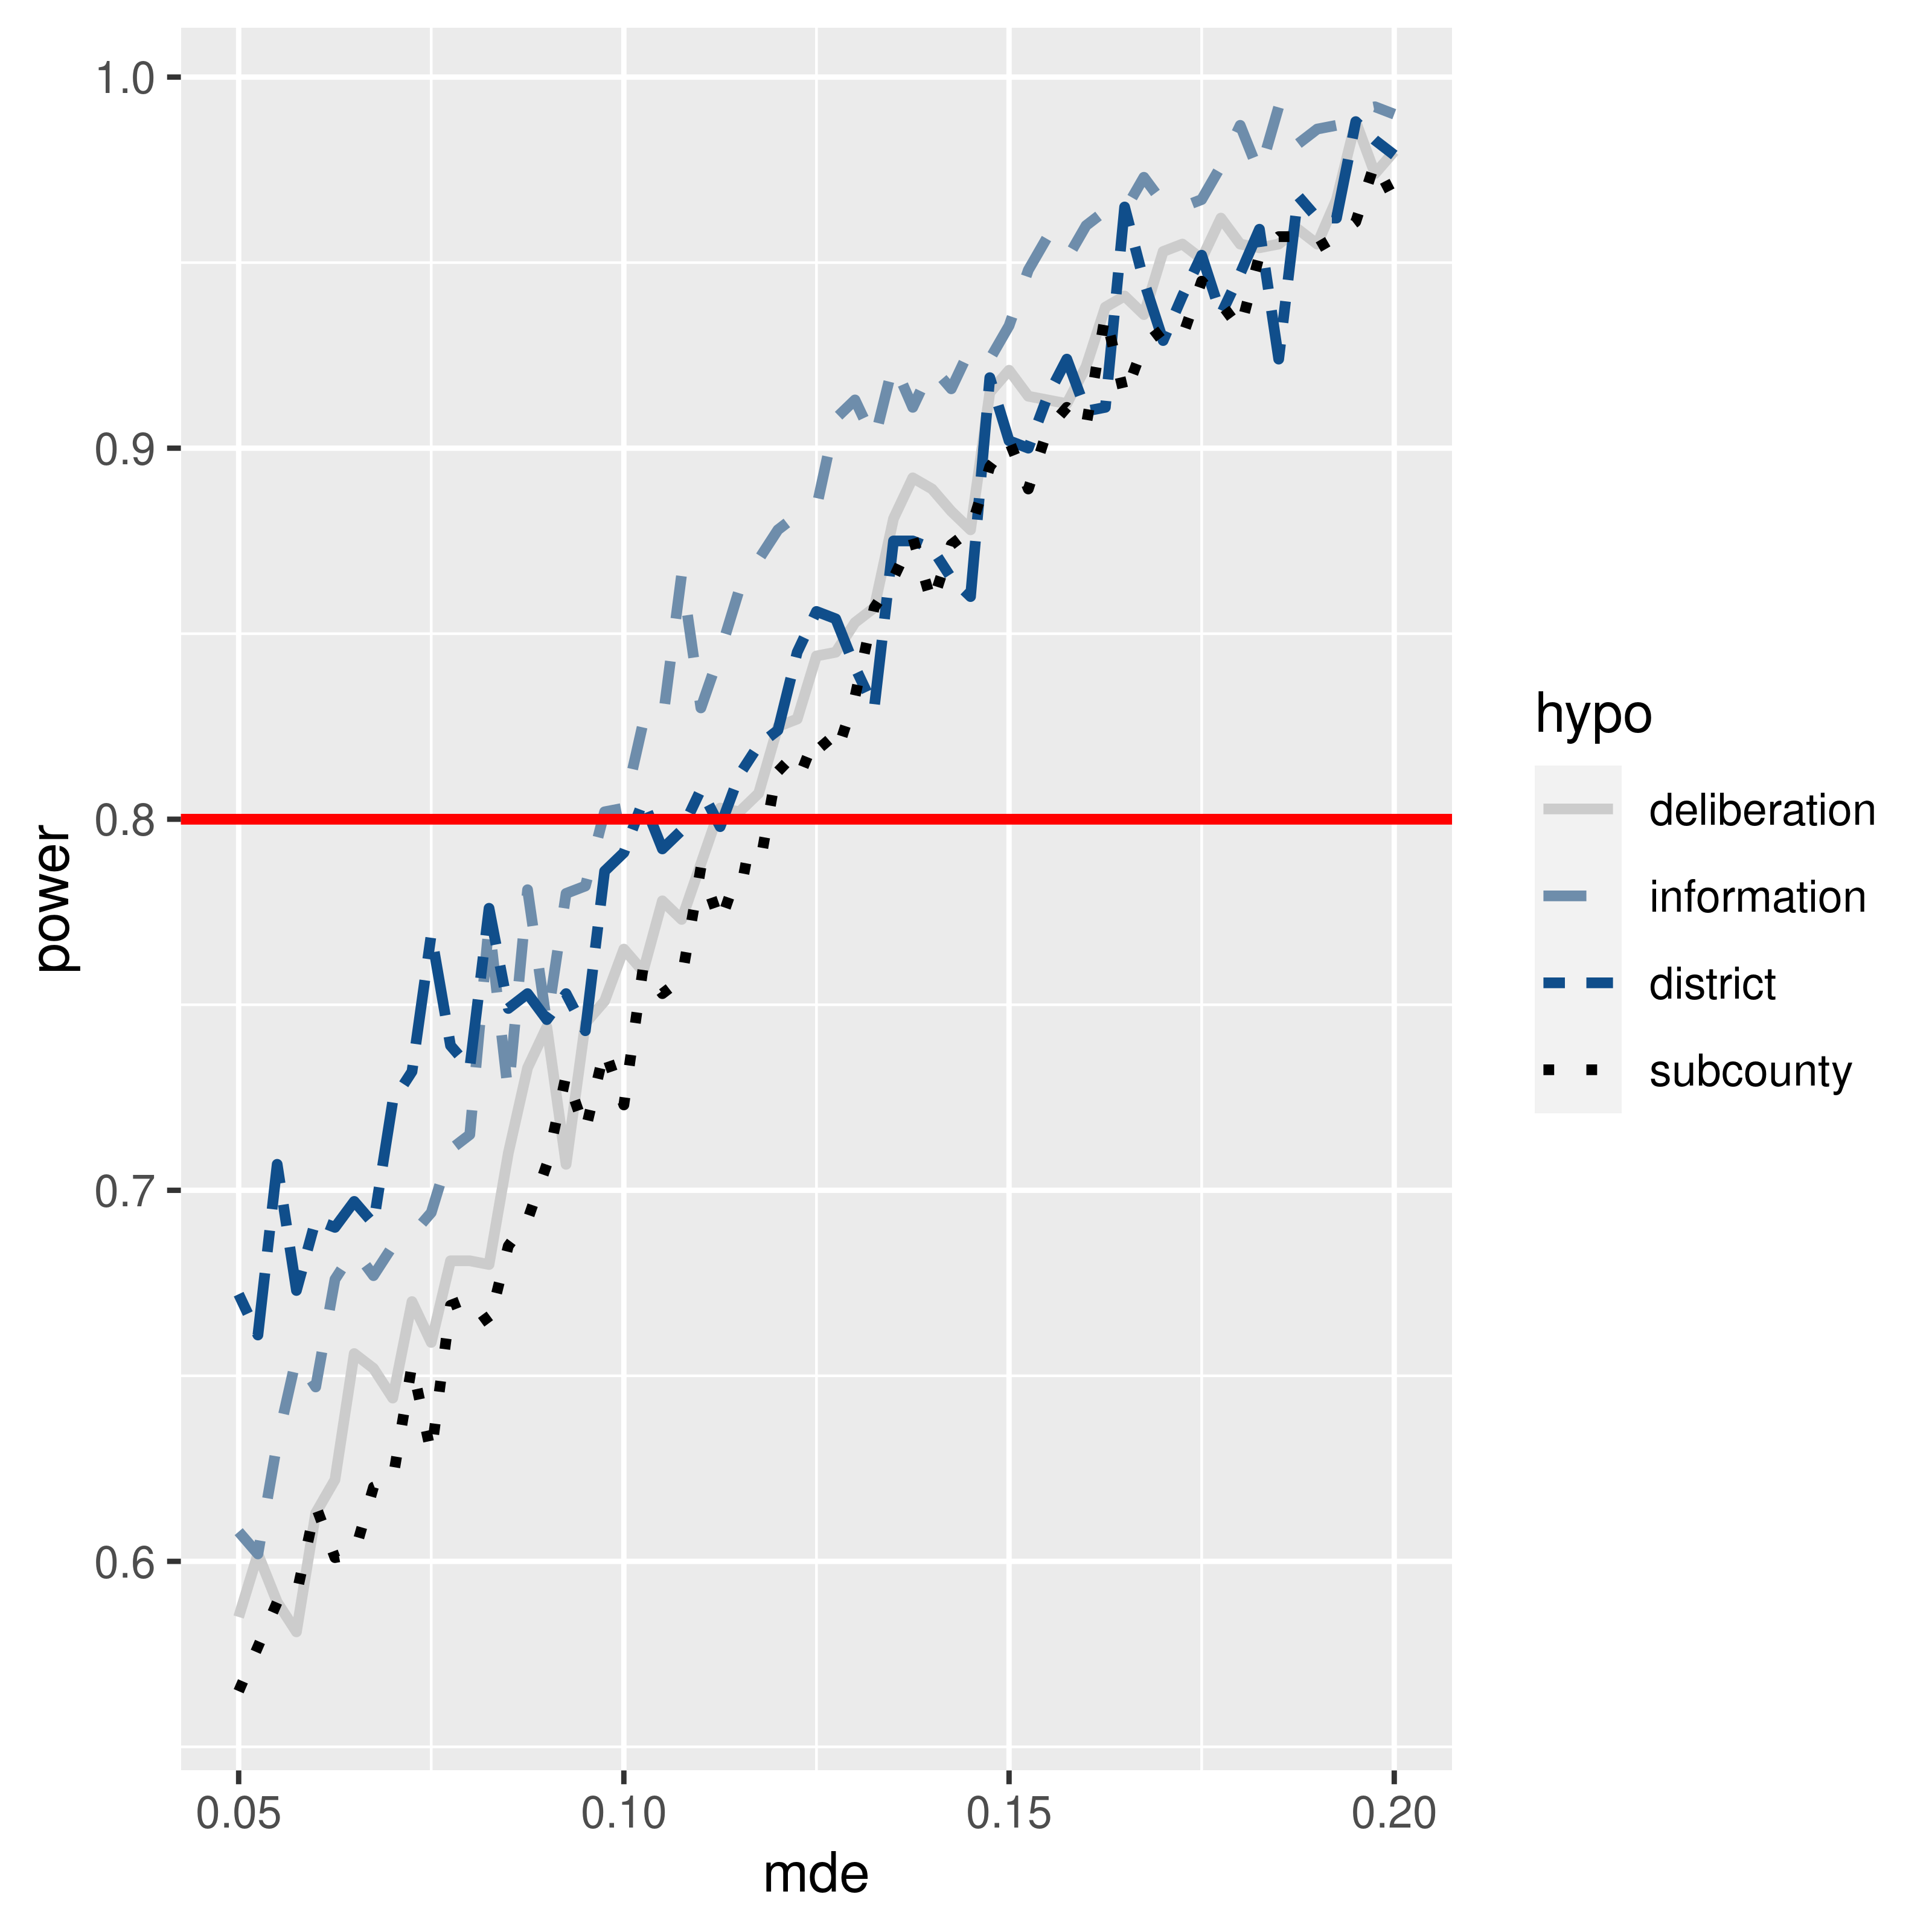 1.0
0.9
0.8
0.7
0.6
power
0.05
0.10
0.15
0.20
mde
hypo
deliberation
information
district
subcounty